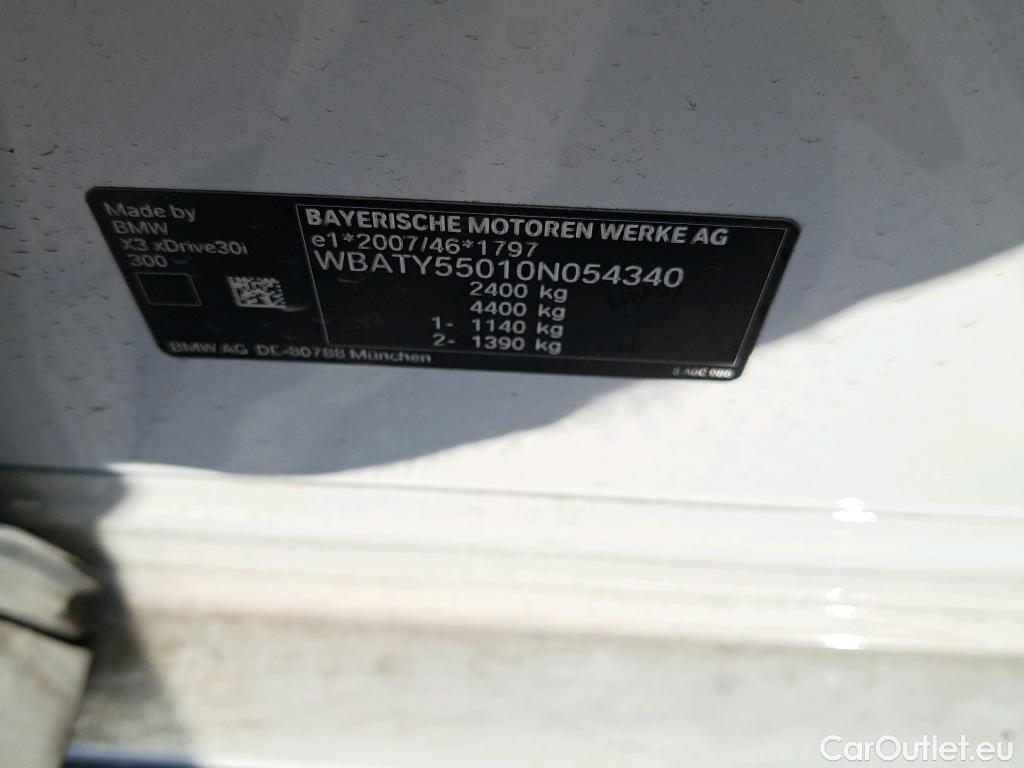 Made by
BMW
X3 xDrive30i
300
BAYERISCHE MOTOREN WERKE AG
e1*2007/46*1797
WBATY55010N054340
2400 kg
4400 kg
1- 1140 kg
2- 1390 kg
BMW AG DE-80788 München
CarOutlet.eu